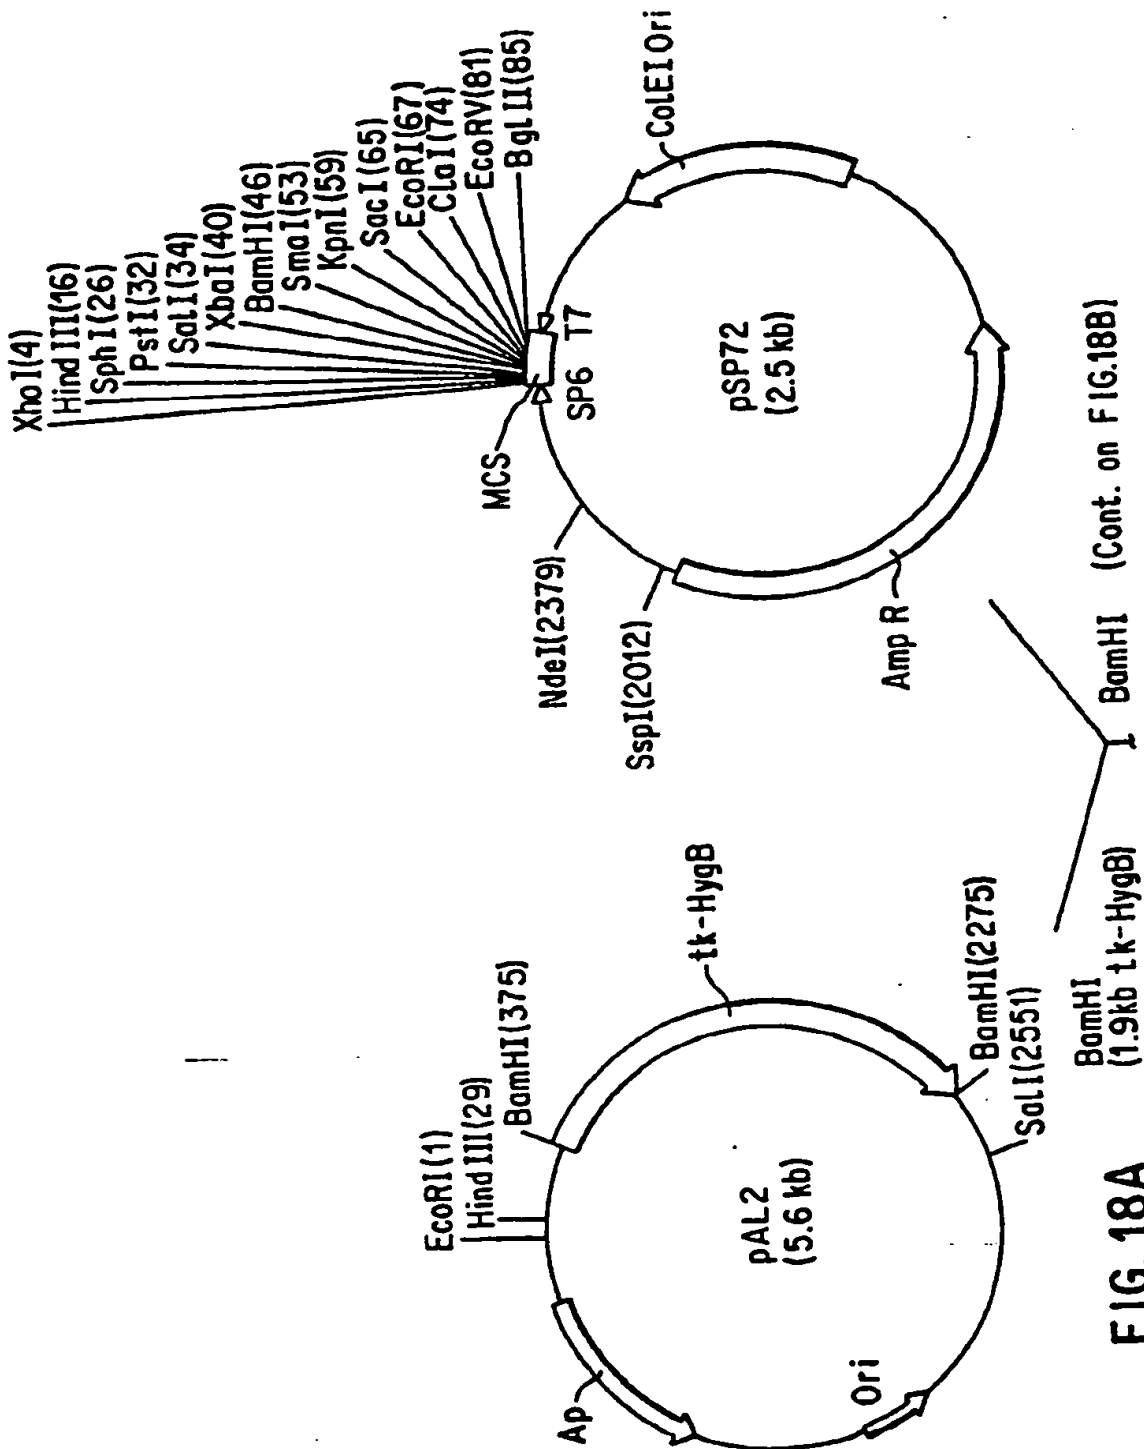 XhoI(4)
HindIII(16)
SphI(26)
PstI(32)
SalI(34)
XbaI(40)
BamHI(46)
SmaI(53)
KpnI(59)
SacI(65)
EcoRI(67)
ClaI(74)
EcoRV(81)
BglII(85)
MCS
SP6
T7
ColEI Ori
NdeI(2379)
SspI(2012)
Amp R
pSP72
(2.5 kb)
EcoRI(1)
HindIII(29)
BamHI(375)
tk-HygB
BamHI(2275)
SalI(2551)
pAL2
(5.6 kb)
Ap
Ori
BamHI
(1.9kb tk-HygB)
BamHI
(Cont. on FIG.18B)
FIG. 18A